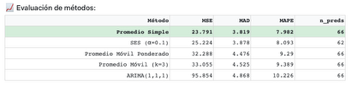 📈 Evaluación de métodos:
Método MSE MAD MAPE n_preds
Promedio Simple 23.791 3.819 7.982 66
SES (α=0.1) 25.224 3.878 8.093 62
Promedio Móvil Ponderado 32.288 4.476 9.29 66
Promedio Móvil (k=3) 33.055 4.525 9.389 66
ARIMA(1,1,1) 95.854 4.868 10.226 66